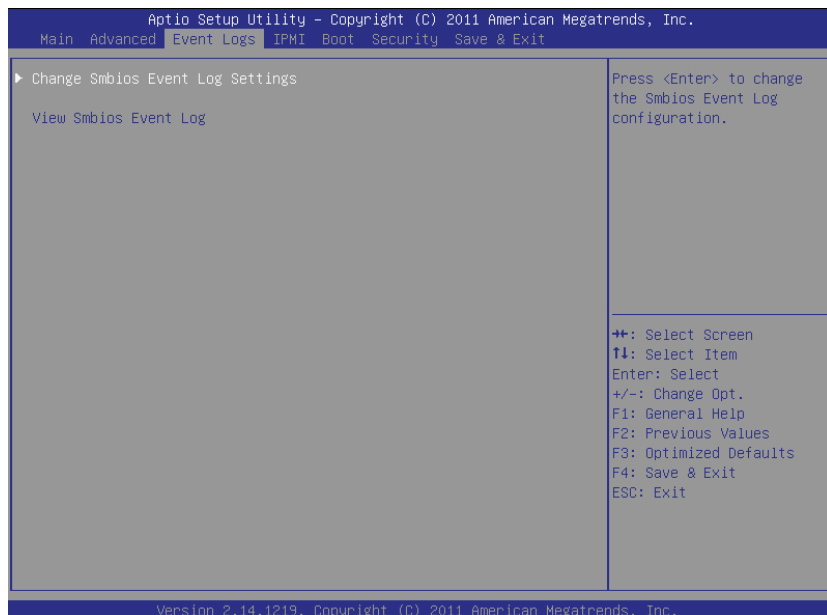 Aptio Setup Utility – Copyright (C) 2011 American Megatrends, Inc.
Main Advanced Event Logs IPMI Boot Security Save & Exit
Change Smbios Event Log Settings
View Smbios Event Log
Press <Enter> to change
the Smbios Event Log
configuration.
→←: Select Screen
↑↓: Select Item
Enter: Select
+/-: Change Opt.
F1: General Help
F2: Previous Values
F3: Optimized Defaults
F4: Save & Exit
ESC: Exit
Version 2.14.1219. Copyright (C) 2011 American Megatrends, Inc.